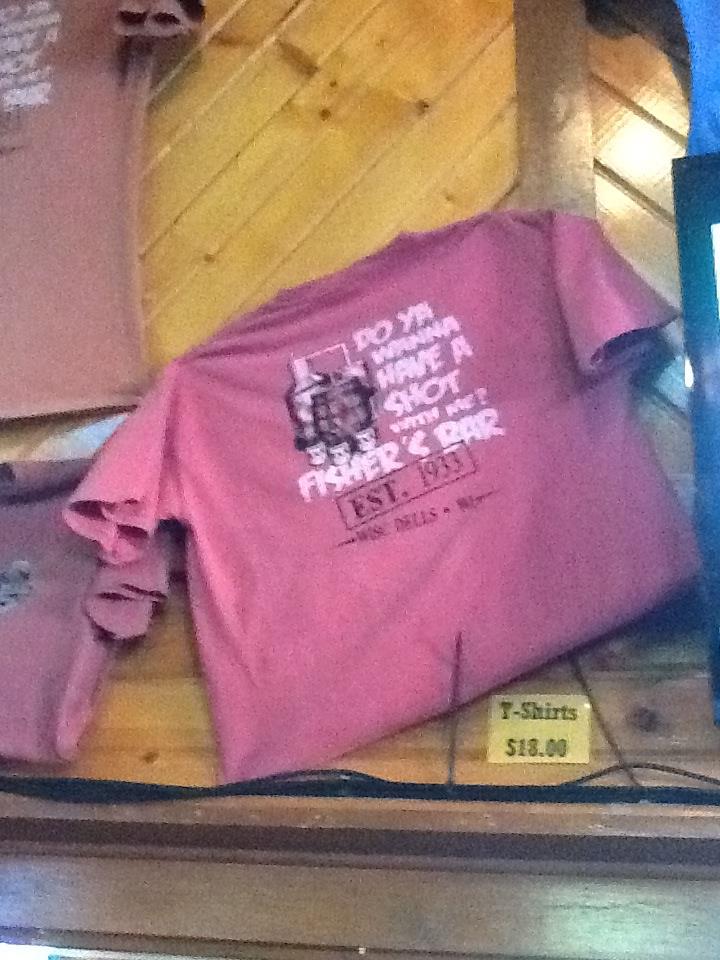 DO YA
WANNA
HAVE A
SHOT
WITH ME?
FISHER'S BAR
EST. 1933
WISC DELLS • WI
T-Shirts
$18.00